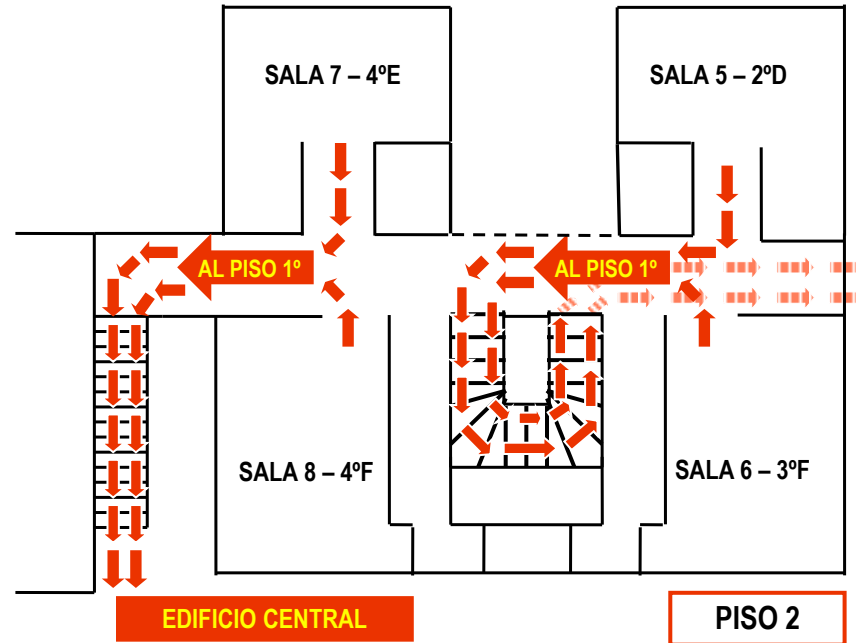 SALA 7 – 4ºE
SALA 5 – 2ºD
AL PISO 1º
AL PISO 1º
SALA 8 – 4ºF
SALA 6 – 3ºF
EDIFICIO CENTRAL
PISO 2